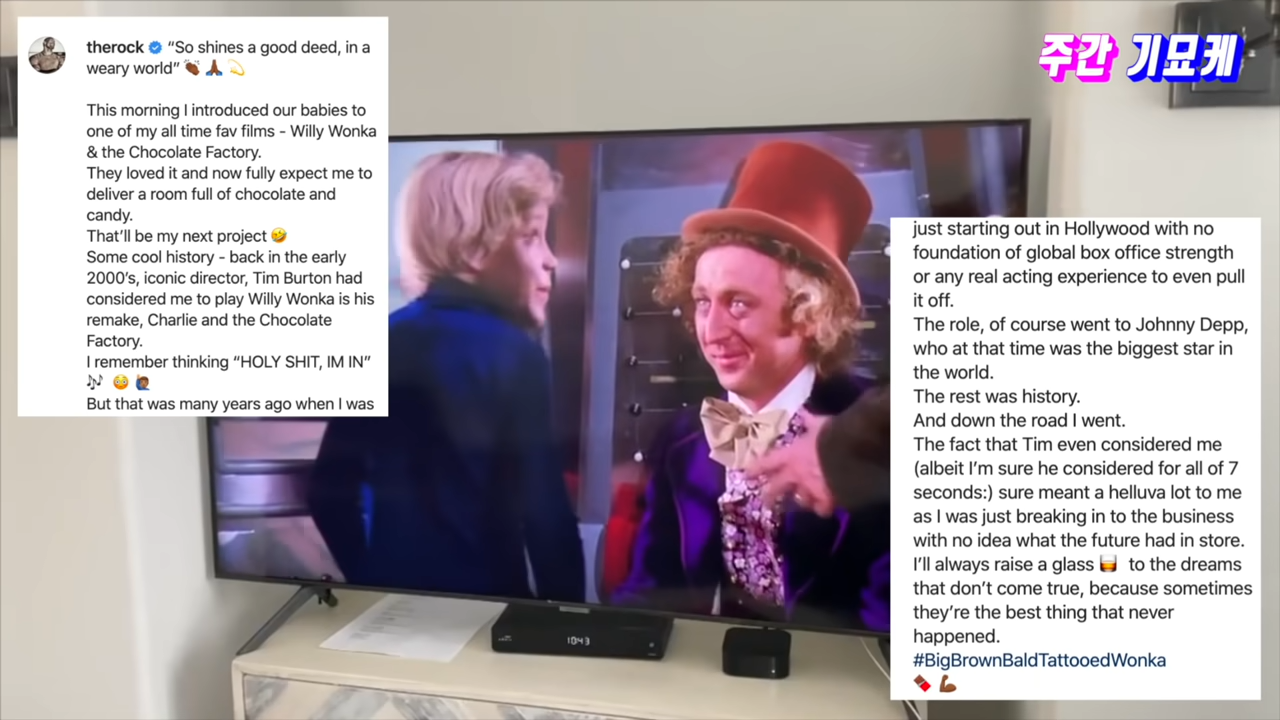 주간 기묘케
therock “So shines a good deed, in a
weary world” 👏🏾 🙏🏾 💫
This morning I introduced our babies to
one of my all time fav films - Willy Wonka
& the Chocolate Factory.
They loved it and now fully expect me to
deliver a room full of chocolate and
candy.
That’ll be my next project 🤣
Some cool history - back in the early
2000’s, iconic director, Tim Burton had
considered me to play Willy Wonka is his
remake, Charlie and the Chocolate
Factory.
I remember thinking “HOLY SHIT, IM IN”
🎶 😳 🙋🏾‍♂️
But that was many years ago when I was
just starting out in Hollywood with no
foundation of global box office strength
or any real acting experience to even pull
it off.
The role, of course went to Johnny Depp,
who at that time was the biggest star in
the world.
The rest was history.
And down the road I went.
The fact that Tim even considered me
(albeit I’m sure he considered for all of 7
seconds:) sure meant a helluva lot to me
as I was just breaking in to the business
with no idea what the future had in store.
I’ll always raise a glass 🥃 to the dreams
that don’t come true, because sometimes
they’re the best thing that never
happened.
#BigBrownBaldTattooedWonka
🍫 💪🏾
1043